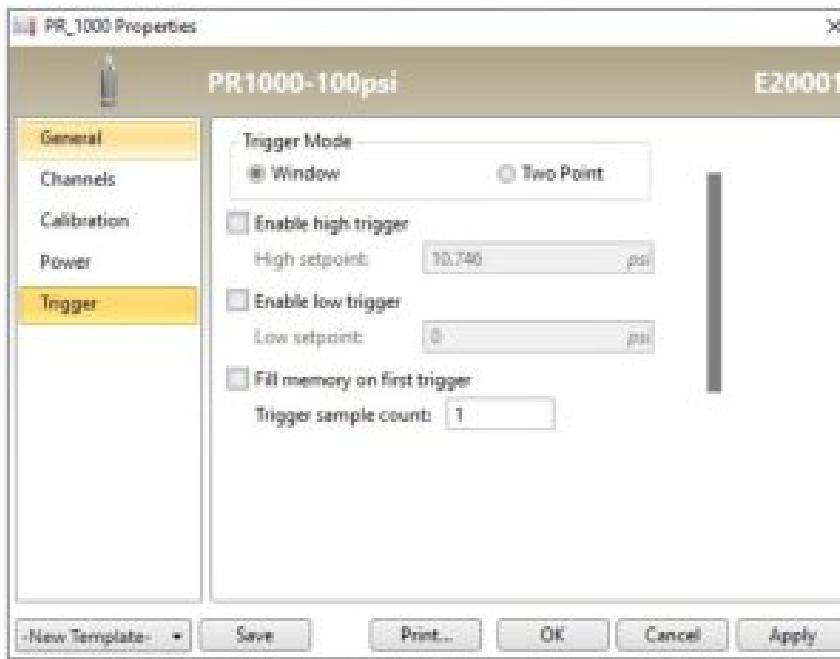 PR_1000 Properties
PR1000-100psi E20001
General
Channels
Calibration
Power
Trigger
Trigger Mode
Window Two Point
Enable high trigger
High setpoint: 10.740 psi
Enable low trigger
Low setpoint: 0 psi
Fill memory on first trigger
Trigger sample count: 1
-New Template- Save Print... OK Cancel Apply